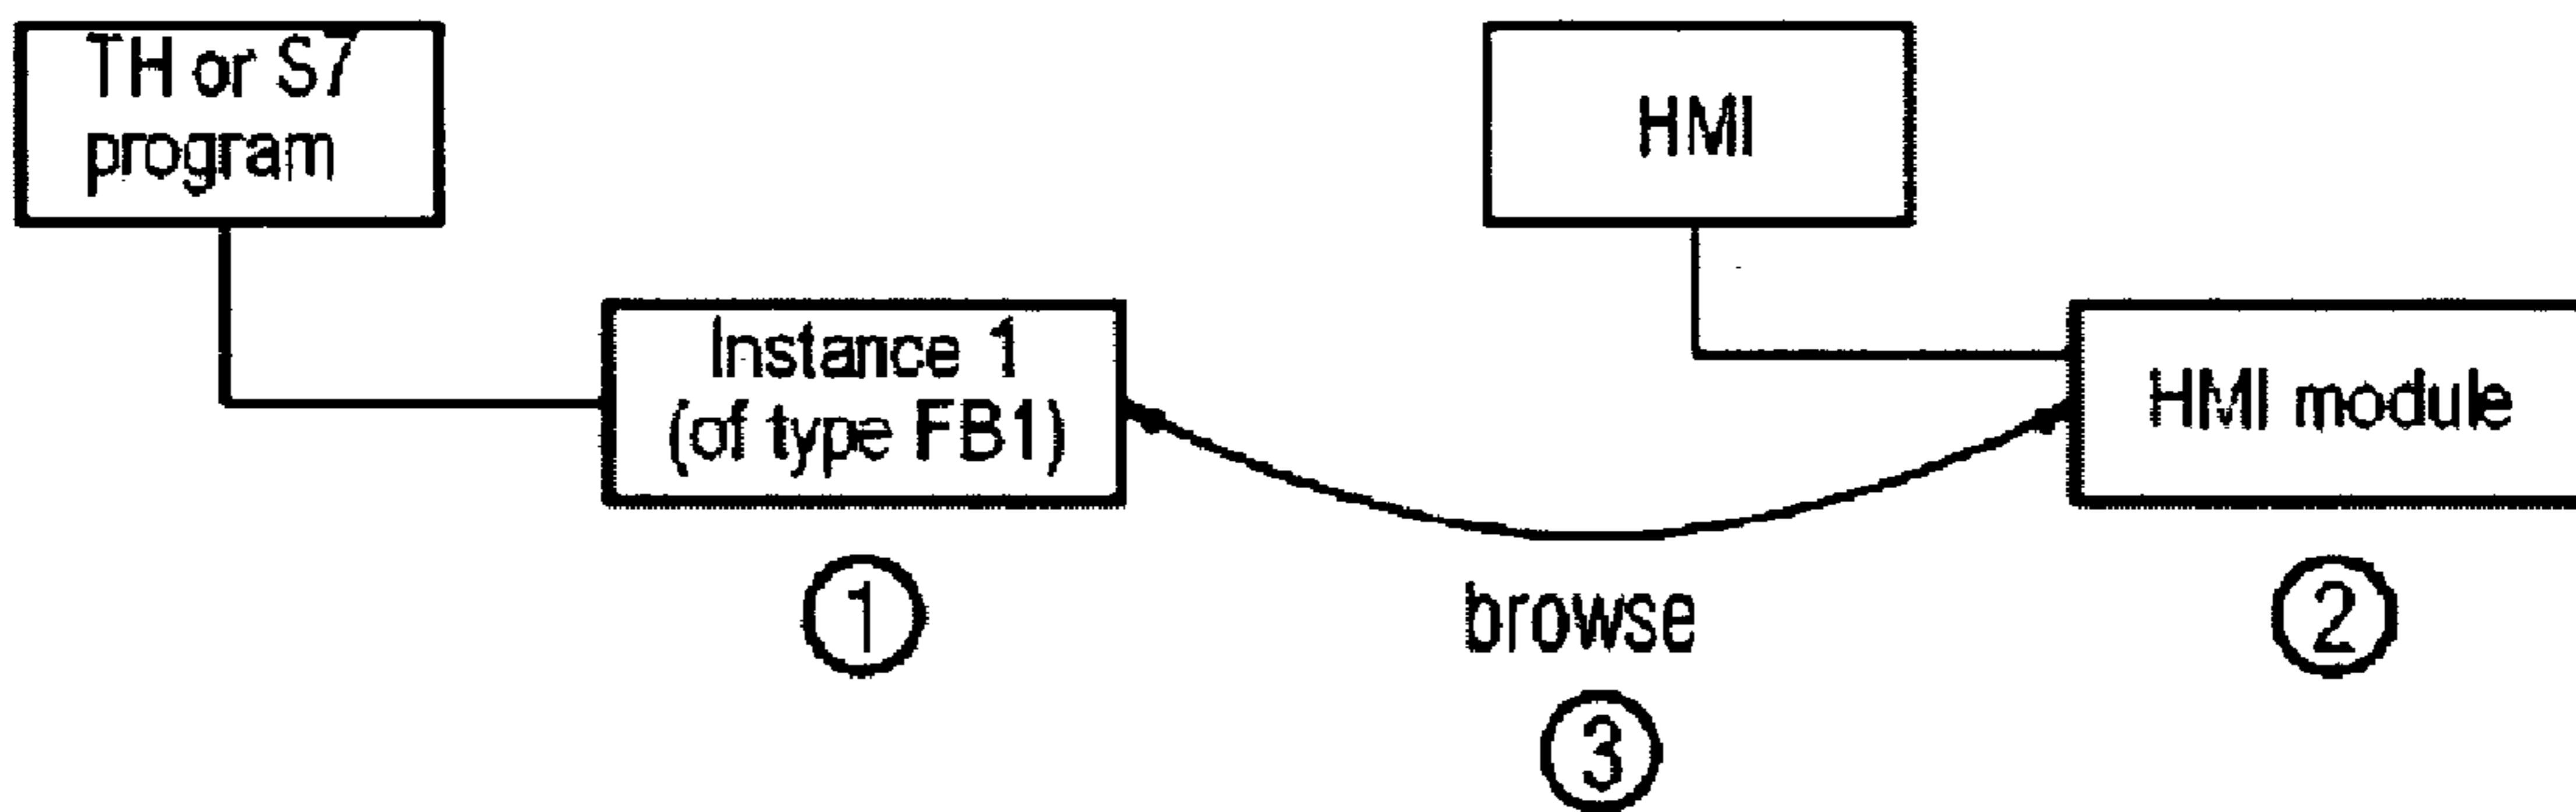 TH or S7
program
HMI
Instance 1
(of type FB1)
HMI module
1
browse
2
3